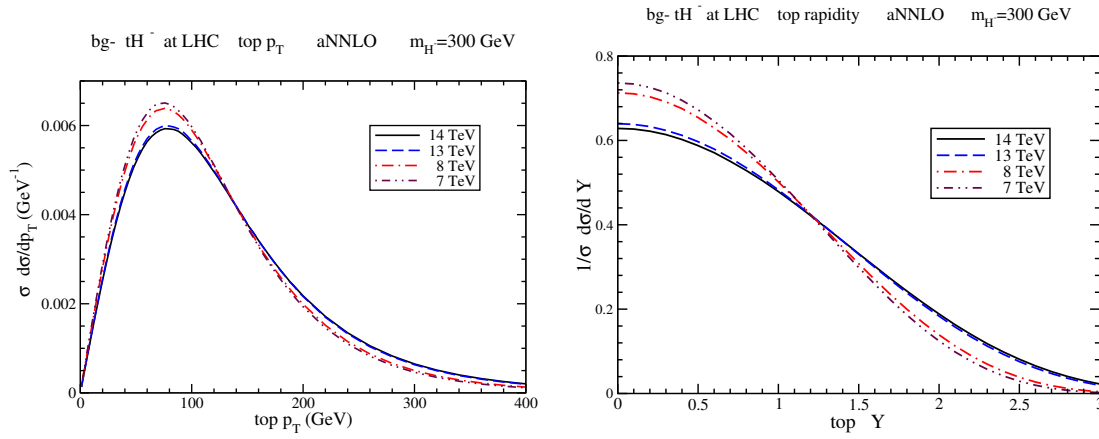 bg- tH⁻ at LHC top p_T aNNLO m_H⁻=300 GeV
σ dσ/dp_T (GeV⁻¹)
0.006
0.004
0.002
0
14 TeV
13 TeV
8 TeV
7 TeV
0 100 200 300 400
top p_T (GeV)
bg- tH⁻ at LHC top rapidity aNNLO m_H⁻=300 GeV
1/σ dσ/d Y
0.8
0.6
0.4
0.2
0
14 TeV
13 TeV
8 TeV
7 TeV
0 0.5 1 1.5 2 2.5 3
top Y